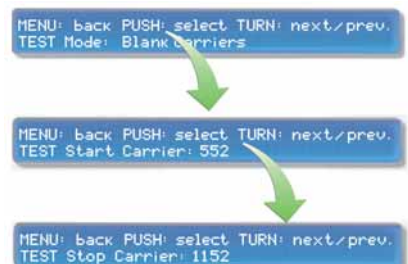 MENU: back PUSH: select TURN: next/prev.
TEST Mode: Blank carriers
MENU: back PUSH: select TURN: next/prev.
TEST Start Carrier: 552
MENU: back PUSH: select TURN: next/prev.
TEST Stop Carrier: 1152